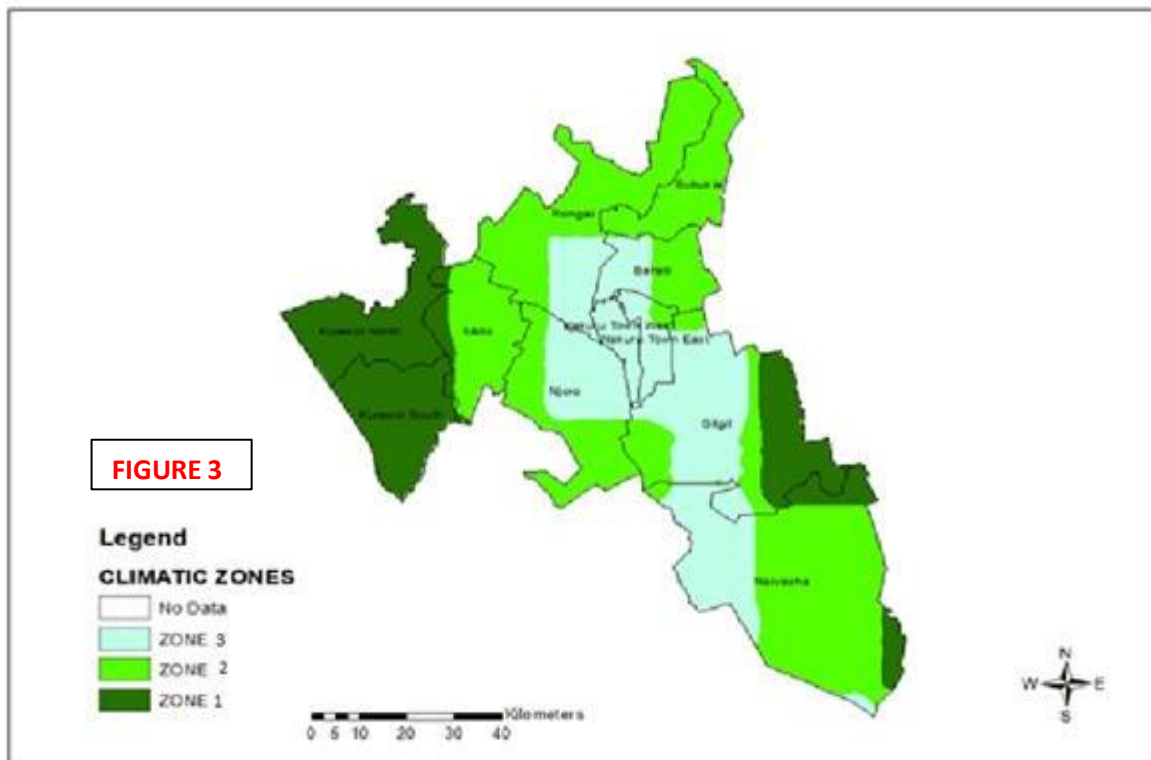 Subukia
Rongai
Bahati
Kuresoi North
Molo
Nakuru Town West
Nakuru Town East
Njoro
Kuresoi South
Gilgil
FIGURE 3
Legend
CLIMATIC ZONES
No Data
ZONE 3
ZONE 2
ZONE 1
Naivasha
Kilometers
0 5 10 20 30 40
N
W E
S